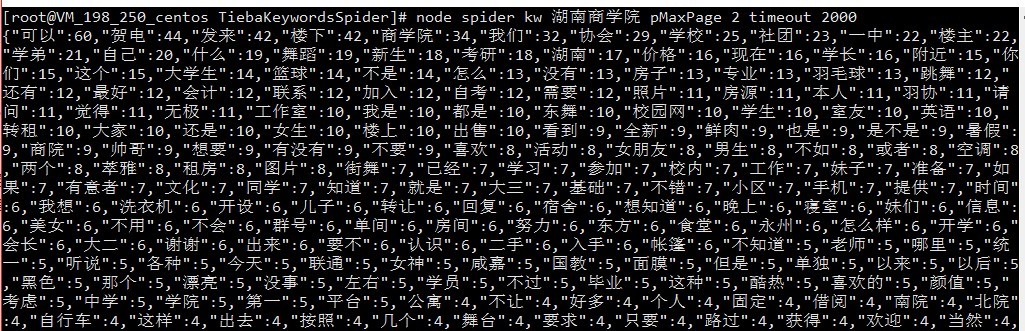 [root@VM_198_250_centos TiebaKeywordsSpider]# node spider kw 湖南商学院 pMaxPage 2 timeout 2000
{"可以":60,"贺电":44,"发来":42,"楼下":42,"商学院":34,"我们":32,"协会":29,"学校":25,"社团":23,"一中":22,"楼主":22,
"学弟":21,"自己":20,"什么":19,"舞蹈":19,"新生":18,"考研":18,"湖南":17,"价格":16,"现在":16,"学长":16,"附近":15,"你
们":15,"这个":15,"大学生":14,"篮球":14,"不是":14,"怎么":13,"没有":13,"房子":13,"专业":13,"羽毛球":13,"跳舞":12,"
还有":12,"最好":12,"会计":12,"联系":12,"加入":12,"自考":12,"需要":12,"照片":11,"房源":11,"本人":11,"羽协":11,"请
问":11,"觉得":11,"无极":11,"工作室":10,"我是":10,"都是":10,"东舞":10,"校园网":10,"学生":10,"室友":10,"英语":10,"
转租":10,"大家":10,"还是":10,"女生":10,"楼上":10,"出售":10,"看到":9,"全新":9,"鲜肉":9,"也是":9,"是不是":9,"暑假":
9,"商院":9,"帅哥":9,"想要":9,"有没有":9,"不要":9,"喜欢":8,"活动":8,"女朋友":8,"男生":8,"不如":8,"或者":8,"空调":8
,"两个":8,"萃雅":8,"租房":8,"图片":8,"街舞":7,"已经":7,"学习":7,"参加":7,"校内":7,"工作":7,"妹子":7,"准备":7,"如
果":7,"有意者":7,"文化":7,"同学":7,"知道":7,"就是":7,"大三":7,"基础":7,"不错":7,"小区":7,"手机":7,"提供":7,"时间"
:6,"我想":6,"洗衣机":6,"开设":6,"儿子":6,"转让":6,"回复":6,"宿舍":6,"想知道":6,"晚上":6,"寝室":6,"妹们":6,"信息":
6,"美女":6,"不用":6,"不会":6,"群号":6,"单间":6,"房间":6,"努力":6,"东方":6,"食堂":6,"永州":6,"怎么样":6,"开学":6,"
会长":6,"大二":6,"谢谢":6,"出来":6,"要不":6,"认识":6,"二手":6,"入手":6,"帐篷":6,"不知道":5,"老师":5,"哪里":5,"统
一":5,"听说":5,"各种":5,"今天":5,"联通":5,"女神":5,"咸嘉":5,"国教":5,"面膜":5,"但是":5,"单独":5,"以来":5,"以后":5
,"黑色":5,"那个":5,"漂亮":5,"没事":5,"左右":5,"学员":5,"不过":5,"毕业":5,"这种":5,"酷热":5,"喜欢的":5,"颜值":5,"
考虑":5,"中学":5,"学院":5,"第一":5,"平台":5,"公寓":4,"不让":4,"好多":4,"个人":4,"固定":4,"借阅":4,"南院":4,"北院"
:4,"自行车":4,"这样":4,"出去":4,"按照":4,"几个":4,"舞台":4,"要求":4,"只要":4,"路过":4,"获得":4,"欢迎":4,"当然":4,